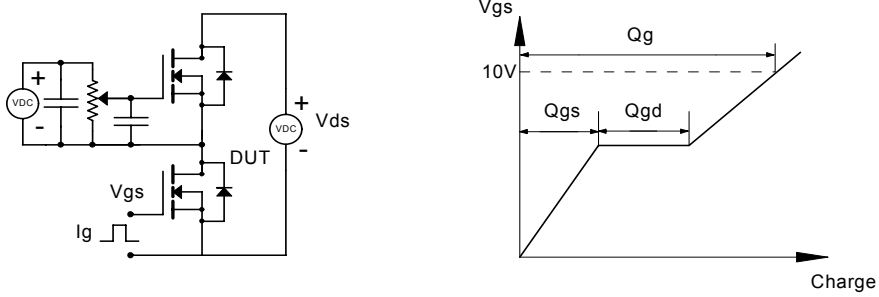 +
VDC
-
+
VDC
-
Vds
DUT
Vgs
Ig
Vgs
Qg
10V
Qgs
Qgd
Charge